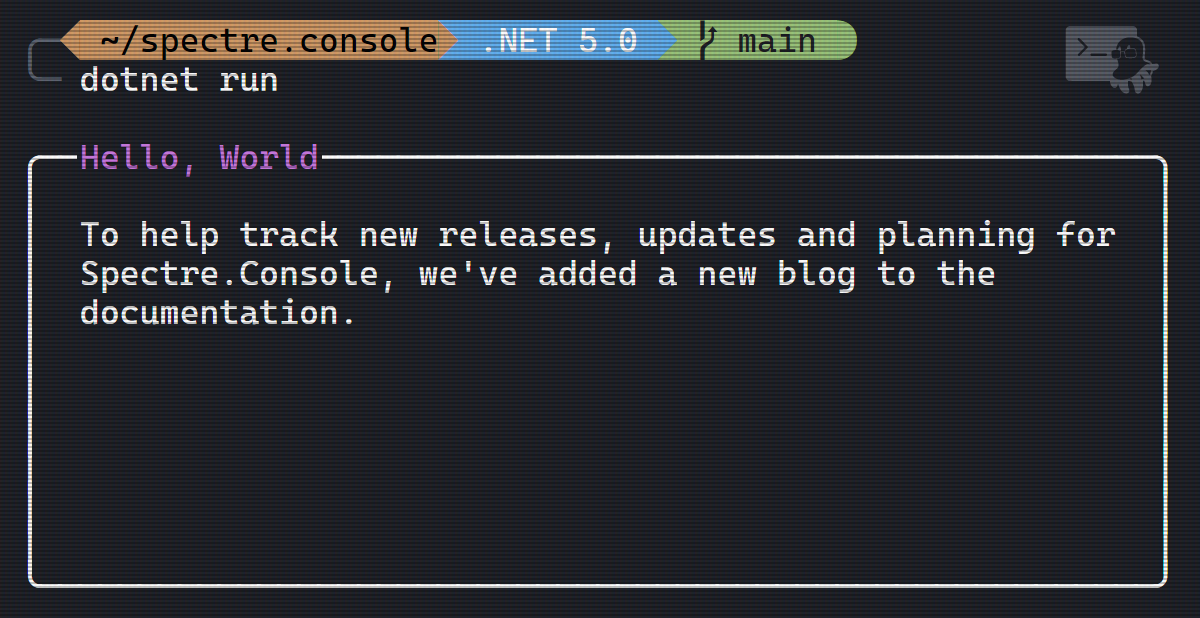 ~/spectre.console .NET 5.0 main
dotnet run
Hello, World
To help track new releases, updates and planning for
Spectre.Console, we've added a new blog to the
documentation.